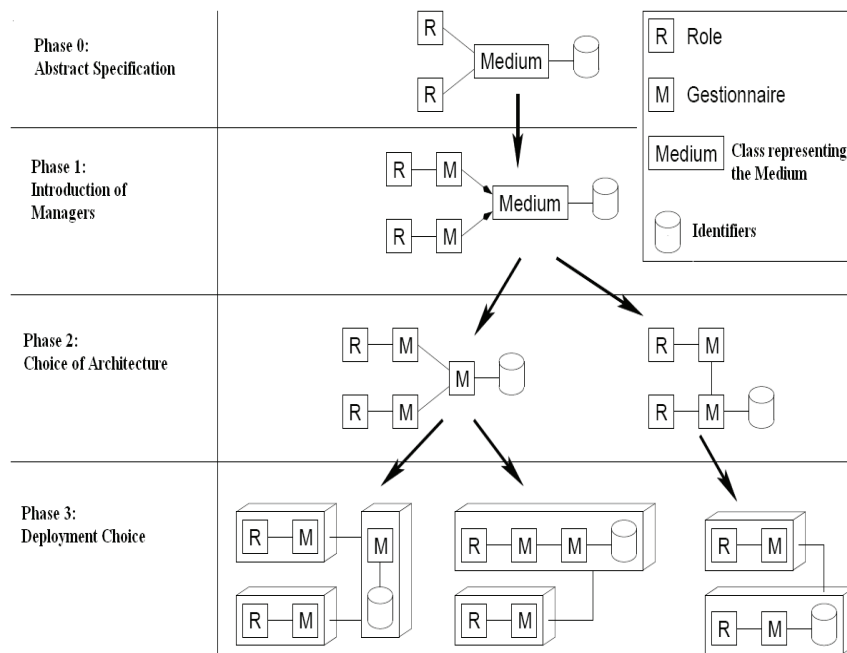 Phase 0:
Abstract Specification
R
R
Medium
R Role
M Gestionnaire
Medium Class representing
the Medium
Identifiers
Phase 1:
Introduction of
Managers
R M
Medium
R M
Phase 2:
Choice of Architecture
R M
M
R M
R M
R M
Phase 3:
Deployment Choice
R M
M
R M
R M M
R M
R M
R M